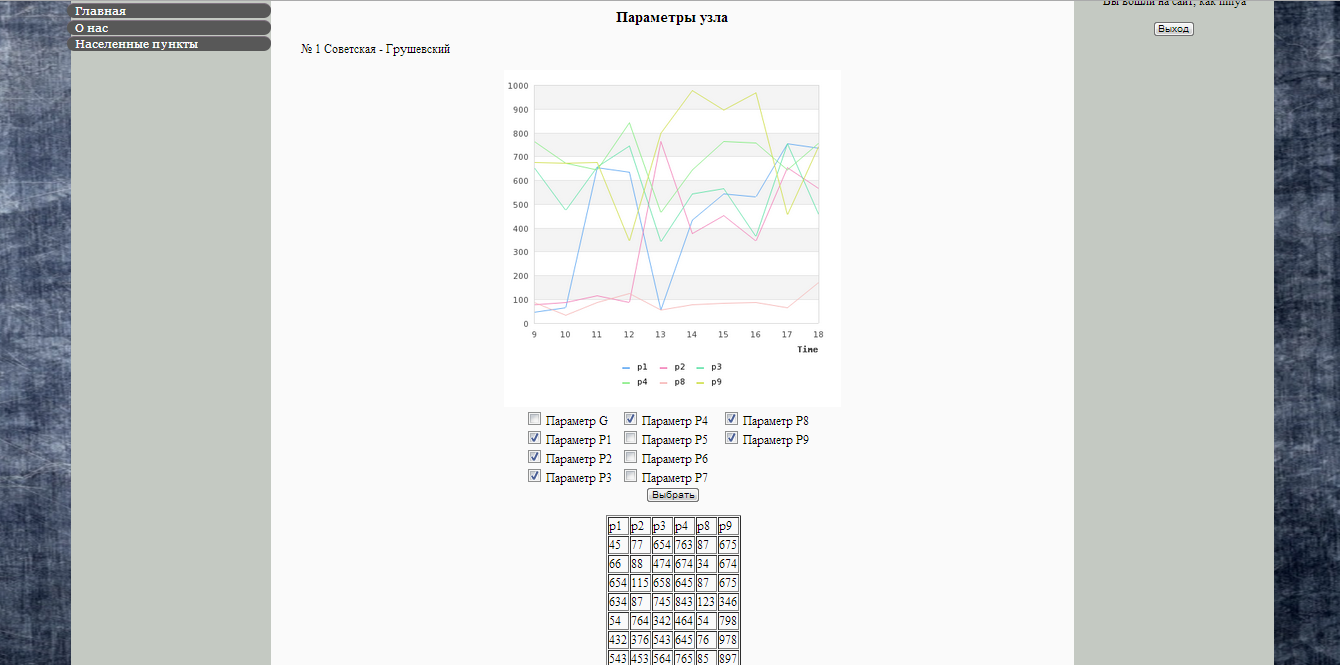 Главная
О нас
Населенные пункты
Параметры узла
№ 1 Советская - Грушевский
1000
900
800
700
600
500
400
300
200
100
0
9 10 11 12 13 14 15 16 17 18
Time
p1 p2 p3
p4 p8 p9
Параметр G Параметр P4 Параметр P8
Параметр P1 Параметр P5 Параметр P9
Параметр P2 Параметр P6
Параметр P3 Параметр P7
Выбрать
p1 p2 p3 p4 p8 p9
45 77 654 763 87 675
66 88 474 674 34 674
654 115 658 645 87 675
634 87 745 843 123 346
54 764 342 464 54 798
432 376 543 645 76 978
543 453 564 765 85 897
Вы вошли на сайт, как
Выход